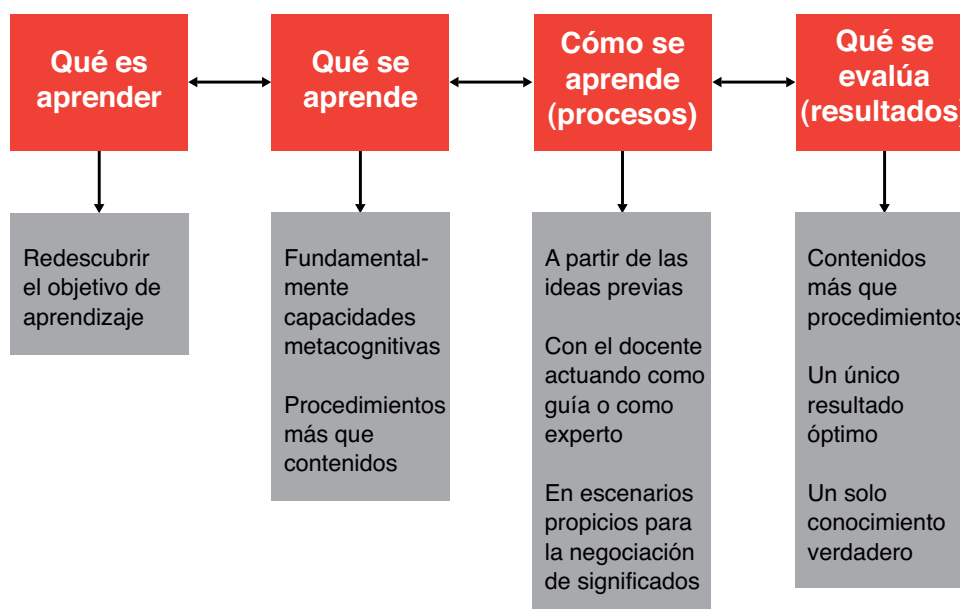 Qué es
aprender
Qué se
aprende
Cómo se
aprende
(procesos)
Qué se
evalúa
(resultados)
Redescubrir
el objetivo de
aprendizaje
Fundamental-
mente
capacidades
metacognitivas
Procedimientos
más que
contenidos
A partir de las
ideas previas
Con el docente
actuando como
guía o como
experto
En escenarios
propicios para
la negociación
de significados
Contenidos
más que
procedimientos
Un único
resultado
óptimo
Un solo
conocimiento
verdadero